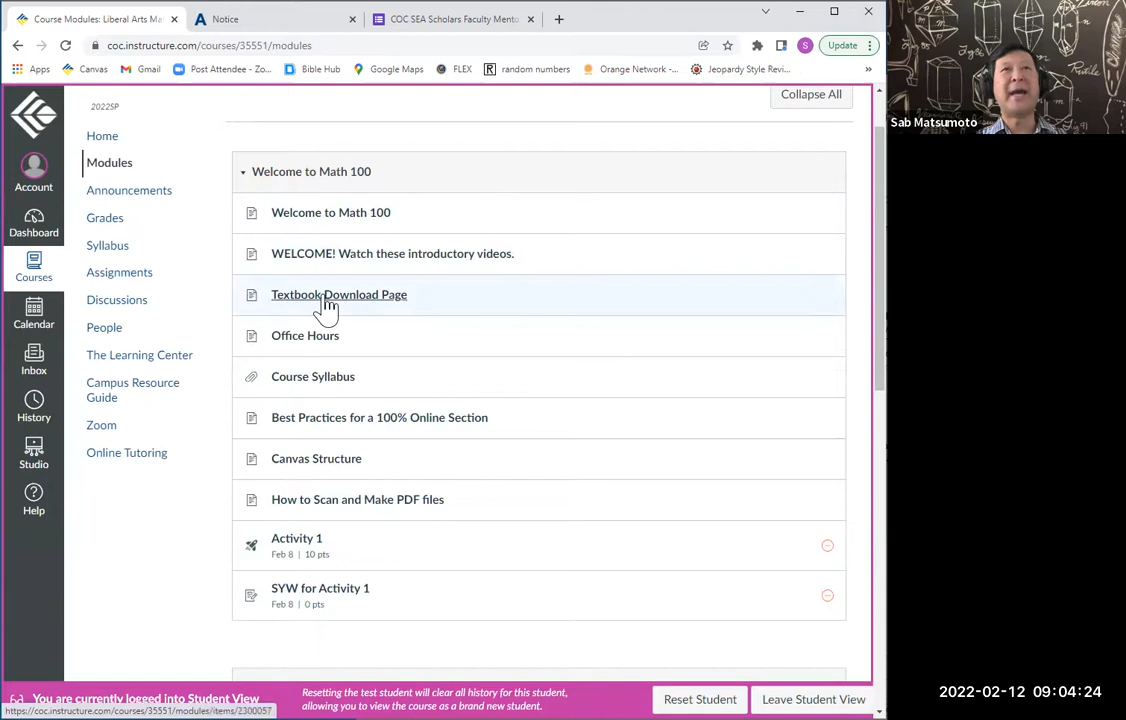 Course Modules: Liberal Arts Ma
Notice
COC SEA Scholars Faculty Mento
coc.instructure.com/courses/35551/modules
S
Update
Apps
Canvas
Gmail
Post Attendee - Zo...
Bible Hub
Google Maps
FLEX
R
random numbers
Orange Network -...
Jeopardy Style Revi...
»
Sab Matsumoto
Collapse All
2022SP
Home
Modules
Announcements
Grades
Syllabus
Assignments
Discussions
People
The Learning Center
Campus Resource
Guide
Zoom
Online Tutoring
Account
Dashboard
Courses
Calendar
Inbox
History
Studio
Help
Welcome to Math 100
Welcome to Math 100
WELCOME! Watch these introductory videos.
Textbook Download Page
Office Hours
Course Syllabus
Best Practices for a 100% Online Section
Canvas Structure
How to Scan and Make PDF files
Activity 1
Feb 8 | 10 pts
SYW for Activity 1
Feb 8 | 0 pts
You are currently logged into Student View
Resetting the test student will clear all history for this student,
allowing you to view the course as a brand new student.
Reset Student
Leave Student View
https://coc.instructure.com/courses/35551/modules/items/2300057
2022-02-12 09:04:24